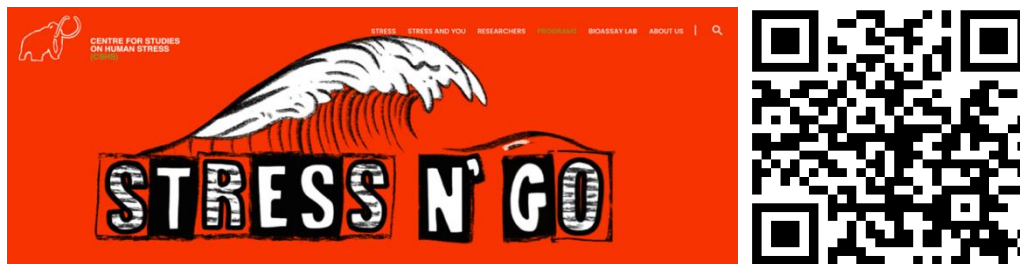 CENTRE FOR STUDIES
ON HUMAN STRESS
(CSHS)
STRESS STRESS AND YOU RESEARCHERS PROGRAMS BIOASSAY LAB ABOUT US
STRESS N' GO